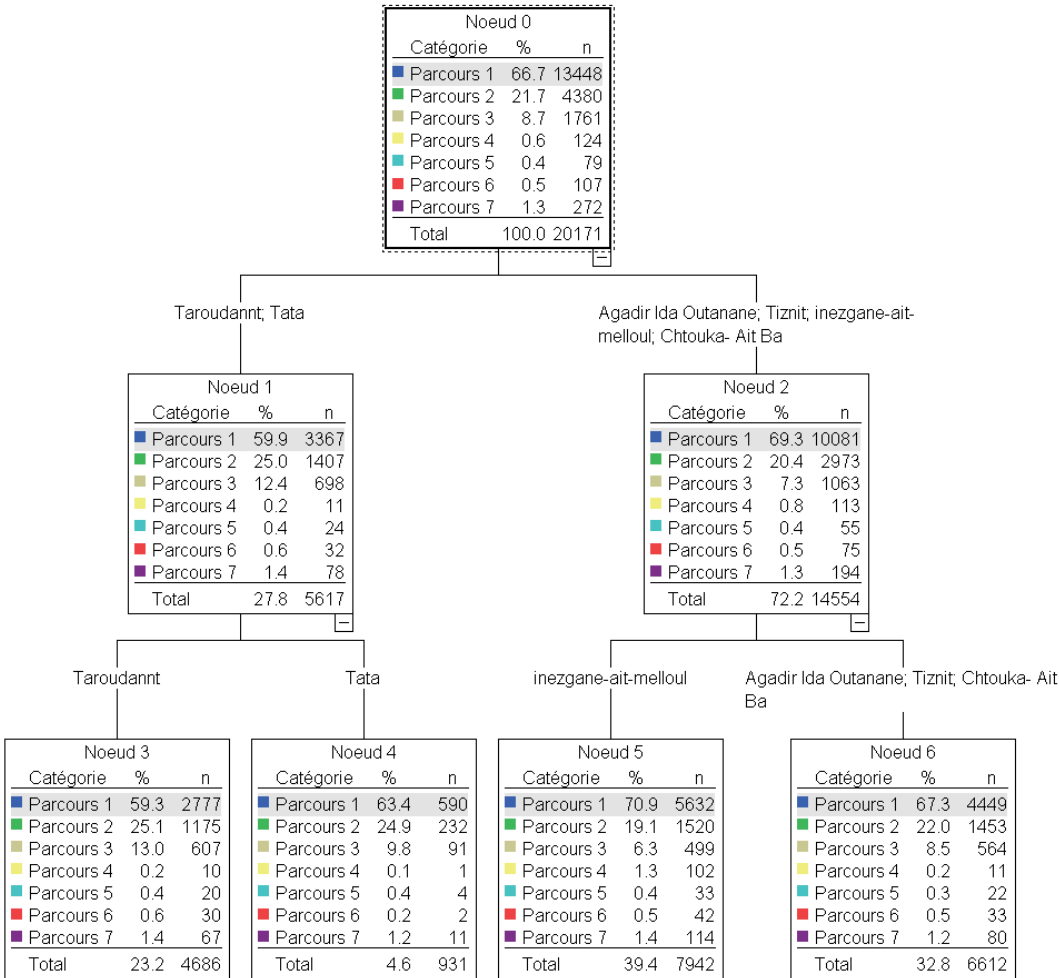 Noeud 0
Catégorie % n
Parcours 1 66.7 13448
Parcours 2 21.7 4380
Parcours 3 8.7 1761
Parcours 4 0.6 124
Parcours 5 0.4 79
Parcours 6 0.5 107
Parcours 7 1.3 272
Total 100.0 20171
Taroudannt; Tata
Agadir Ida Outanane; Tiznit; inezgane-ait-
melloul; Chtouka- Ait Ba
Noeud 1
Catégorie % n
Parcours 1 59.9 3367
Parcours 2 25.0 1407
Parcours 3 12.4 698
Parcours 4 0.2 11
Parcours 5 0.4 24
Parcours 6 0.6 32
Parcours 7 1.4 78
Total 27.8 5617
Noeud 2
Catégorie % n
Parcours 1 69.3 10081
Parcours 2 20.4 2973
Parcours 3 7.3 1063
Parcours 4 0.8 113
Parcours 5 0.4 55
Parcours 6 0.5 75
Parcours 7 1.3 194
Total 72.2 14554
Taroudannt
Tata
inezgane-ait-melloul
Agadir Ida Outanane; Tiznit; Chtouka- Ait
Ba
Noeud 3
Catégorie % n
Parcours 1 59.3 2777
Parcours 2 25.1 1175
Parcours 3 13.0 607
Parcours 4 0.2 10
Parcours 5 0.4 20
Parcours 6 0.6 30
Parcours 7 1.4 67
Total 23.2 4686
Noeud 4
Catégorie % n
Parcours 1 63.4 590
Parcours 2 24.9 232
Parcours 3 9.8 91
Parcours 4 0.1 1
Parcours 5 0.4 4
Parcours 6 0.2 2
Parcours 7 1.2 11
Total 4.6 931
Noeud 5
Catégorie % n
Parcours 1 70.9 5632
Parcours 2 19.1 1520
Parcours 3 6.3 499
Parcours 4 1.3 102
Parcours 5 0.4 33
Parcours 6 0.5 42
Parcours 7 1.4 114
Total 39.4 7942
Noeud 6
Catégorie % n
Parcours 1 67.3 4449
Parcours 2 22.0 1453
Parcours 3 8.5 564
Parcours 4 0.2 11
Parcours 5 0.3 22
Parcours 6 0.5 33
Parcours 7 1.2 80
Total 32.8 6612